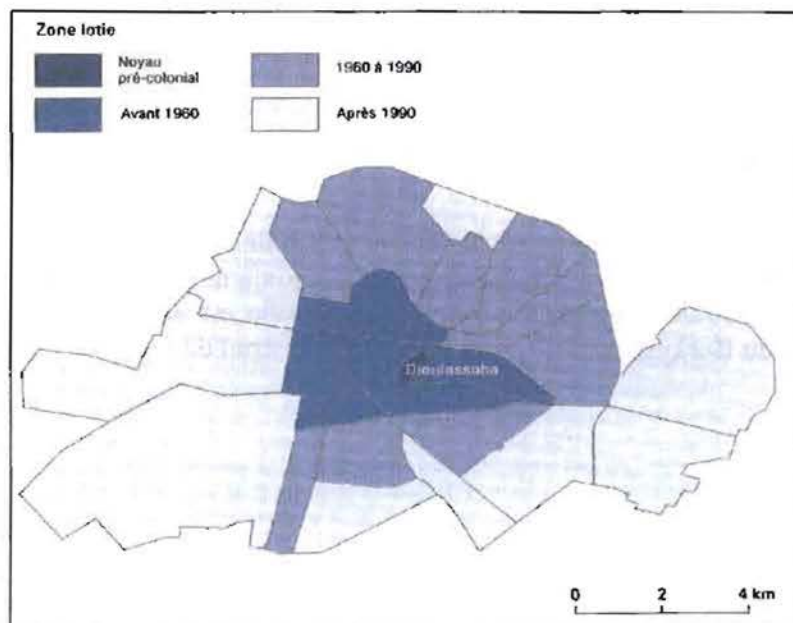 Zone lotie
Noyau
pré-colonial
1960 à 1990
Avant 1960
Après 1990
Dioulassoba
0 2 4 km